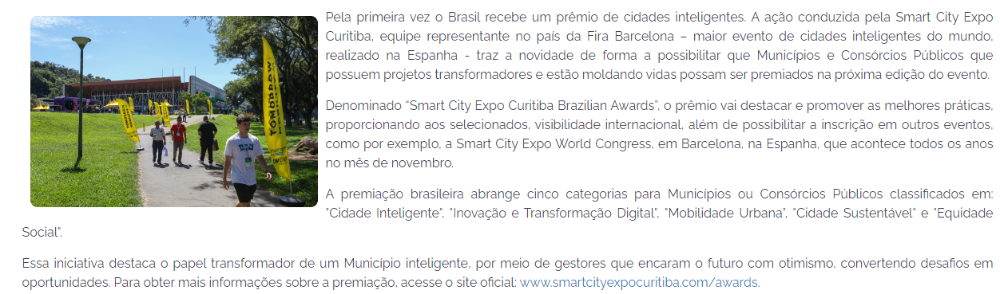 Pela primeira vez o Brasil recebe um prêmio de cidades inteligentes. A ação conduzida pela Smart City Expo
Curitiba, equipe representante no país da Fira Barcelona – maior evento de cidades inteligentes do mundo,
realizado na Espanha - traz a novidade de forma a possibilitar que Municípios e Consórcios Públicos que
possuem projetos transformadores e estão moldando vidas possam ser premiados na próxima edição do evento.
Denominado “Smart City Expo Curitiba Brazilian Awards”, o prêmio vai destacar e promover as melhores práticas,
proporcionando aos selecionados, visibilidade internacional, além de possibilitar a inscrição em outros eventos,
como por exemplo, a Smart City Expo World Congress, em Barcelona, na Espanha, que acontece todos os anos
no mês de novembro.
A premiação brasileira abrange cinco categorias para Municípios ou Consórcios Públicos classificados em:
"Cidade Inteligente", "Inovação e Transformação Digital", "Mobilidade Urbana", "Cidade Sustentável" e "Equidade
Social".
Essa iniciativa destaca o papel transformador de um Município inteligente, por meio de gestores que encaram o futuro com otimismo, convertendo desafios em
oportunidades. Para obter mais informações sobre a premiação, acesse o site oficial: www.smartcityexpocuritiba.com/awards.